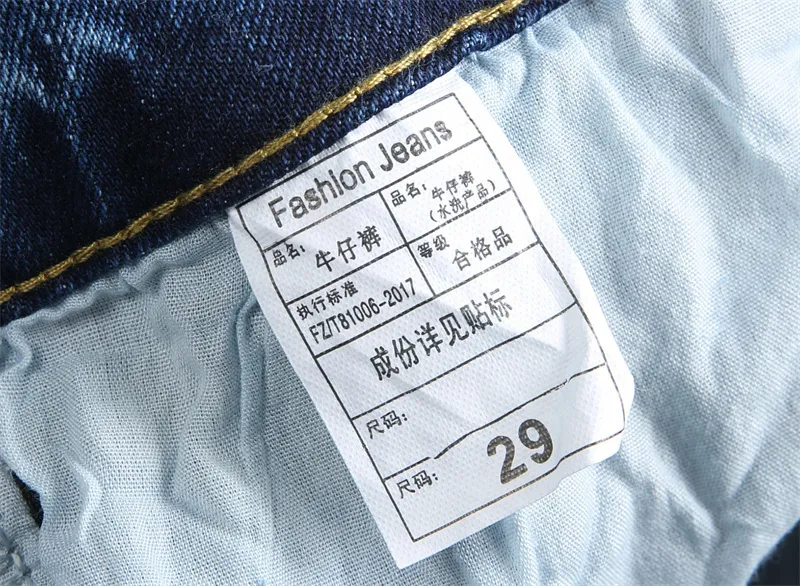 Fashion Jeans
品名: 牛仔裤
品名: 牛仔裤
(水洗产品)
执行标准
FZ/T81006-2017
等级
合格品
成份详见贴标
尺码:
尺码: 29